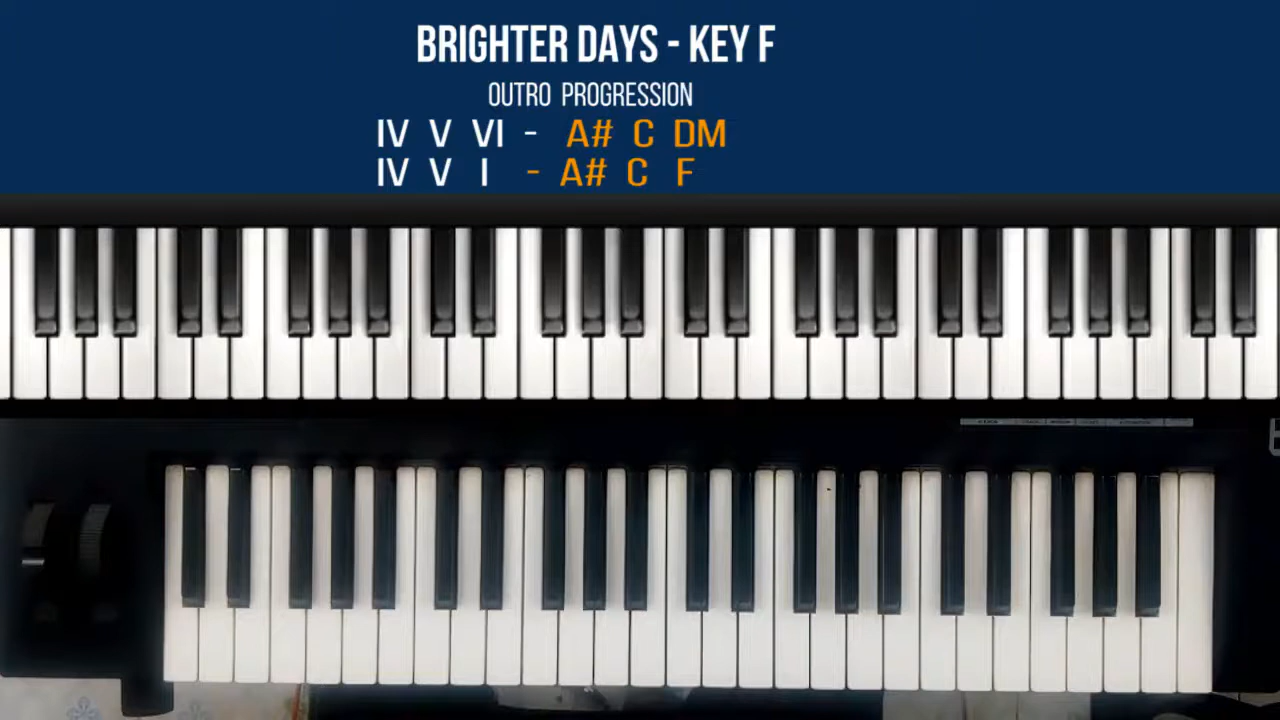 BRIGHTER DAYS - KEY F
OUTRO PROGRESSION
IV V VI - A# C DM
IV V I - A# C F